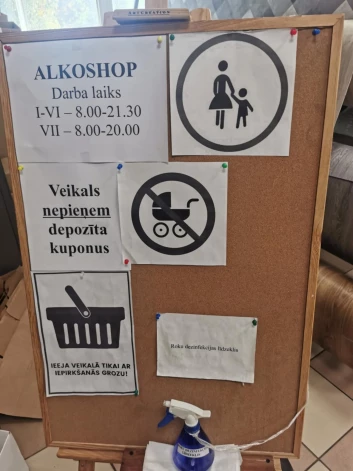 ALKOSHOP
Darba laiks
I-VI – 8.00-21.30
VII – 8.00-20.00
Veikals
nepieņem
depozīta
kuponus
IEEJA VEIKALĀ TIKAI AR
IEPIRKŠANĀS GROZU!
Roku dezinfekcijas līdzeklis